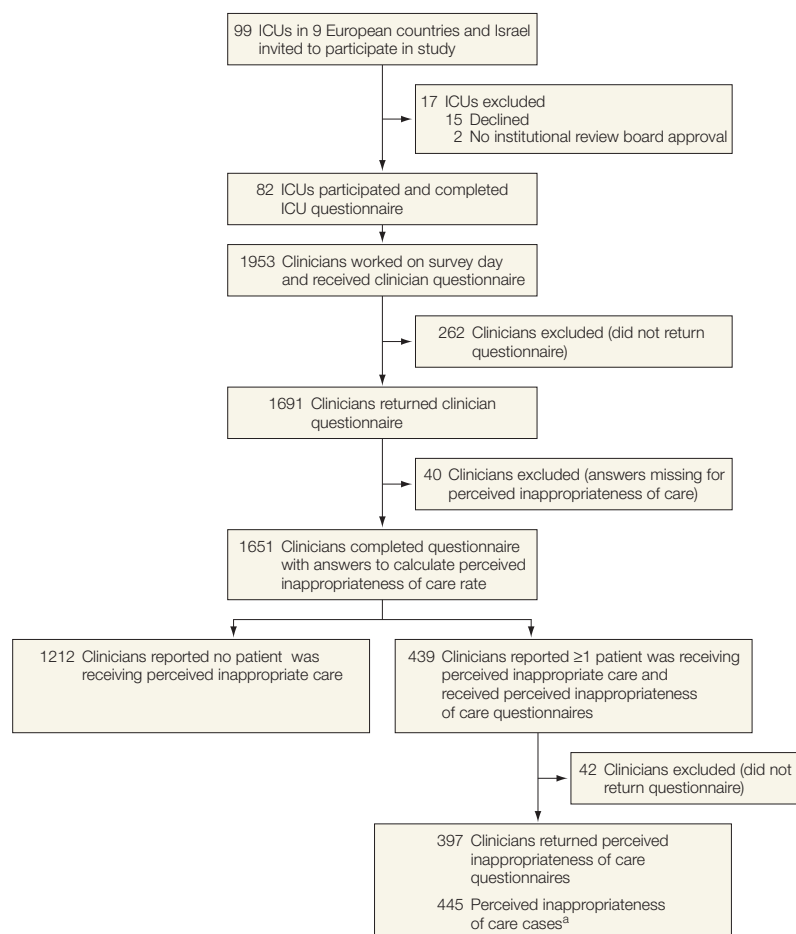 99 ICUs in 9 European countries and Israel
invited to participate in study
17 ICUs excluded
15 Declined
2 No institutional review board approval
82 ICUs participated and completed
ICU questionnaire
1953 Clinicians worked on survey day
and received clinician questionnaire
262 Clinicians excluded (did not return
questionnaire)
1691 Clinicians returned clinician
questionnaire
40 Clinicians excluded (answers missing for
perceived inappropriateness of care)
1651 Clinicians completed questionnaire
with answers to calculate perceived
inappropriateness of care rate
1212 Clinicians reported no patient was
receiving perceived inappropriate care
439 Clinicians reported ≥1 patient was receiving
perceived inappropriate care and
received perceived inappropriateness
of care questionnaires
42 Clinicians excluded (did not
return questionnaire)
397 Clinicians returned perceived
inappropriateness of care
questionnaires
445 Perceived inappropriateness
of care casesᵃ